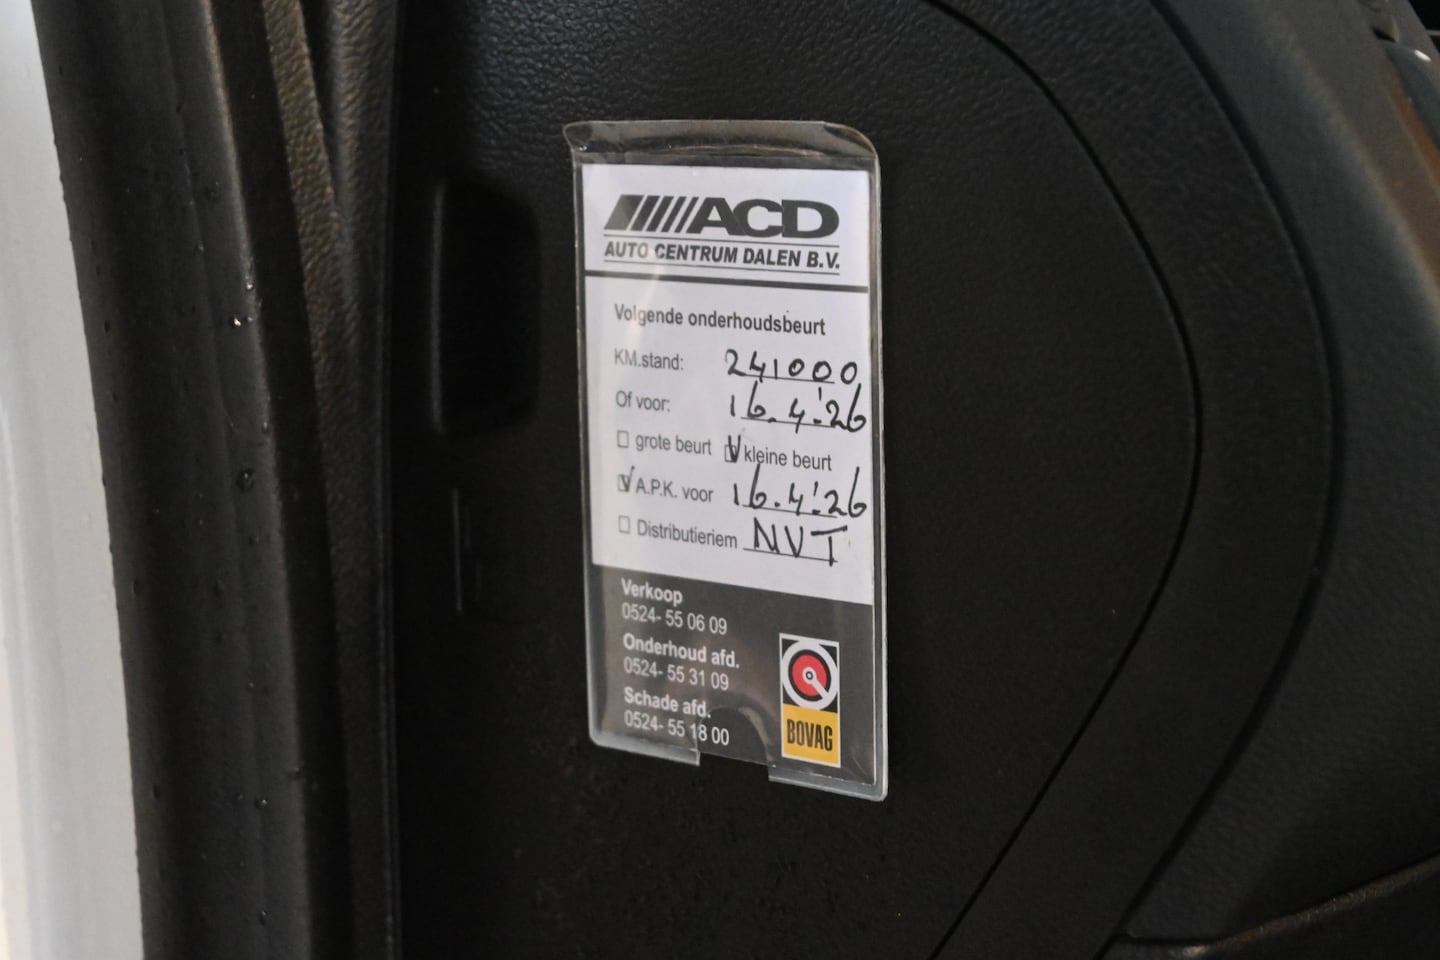 ACD
AUTO CENTRUM DALEN B.V.
Volgende onderhoudsbeurt
KM.stand: 241000
Of voor: 16.4.'26
☐ grote beurt ☑ kleine beurt
☑ A.P.K. voor 16.4.'26
☐ Distributieriem NVT
Verkoop
0524- 55 06 09
Onderhoud afd.
0524- 55 31 09
Schade afd.
0524- 55 18 00
BOVAG